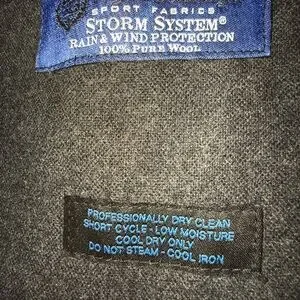 SPORT FABRICS
STORM SYSTEM®
RAIN & WIND PROTECTION
100% PURE WOOL
PROFESSIONALLY DRY CLEAN
SHORT CYCLE - LOW MOISTURE
COOL DRY ONLY
DO NOT STEAM - COOL IRON